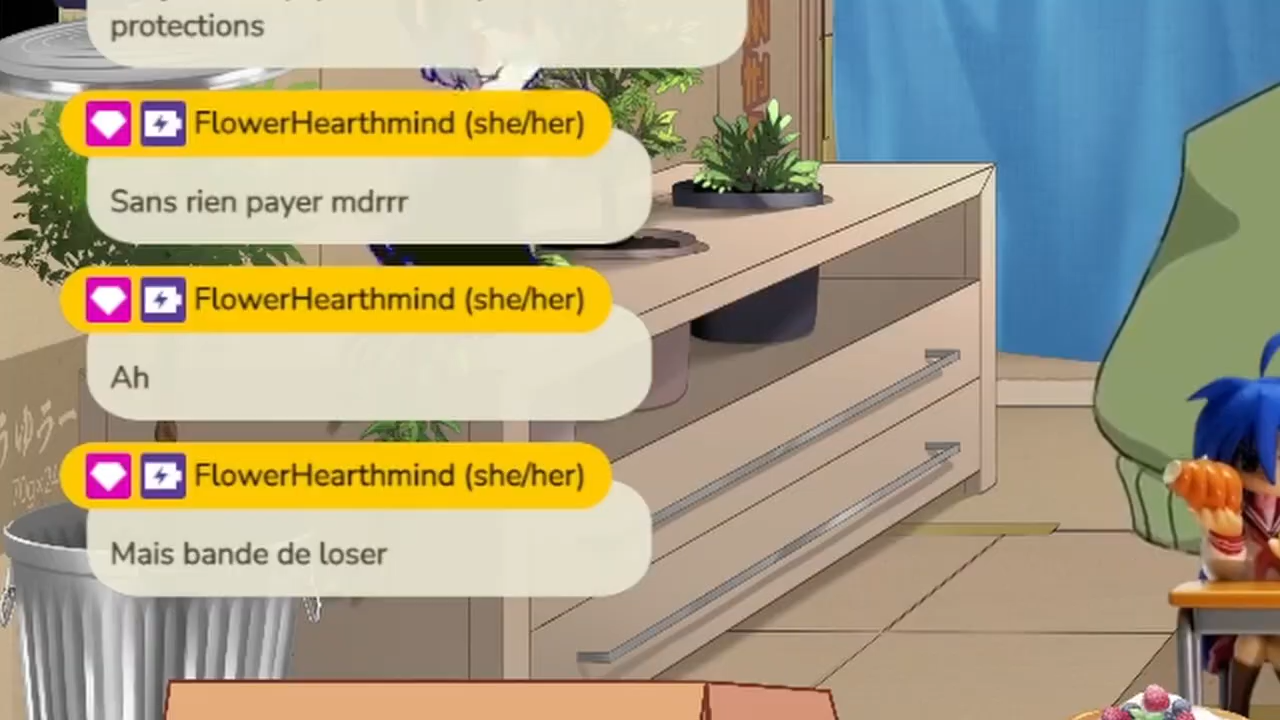 protections
FlowerHearthmind (she/her)
Sans rien payer mdrrr
FlowerHearthmind (she/her)
Ah
FlowerHearthmind (she/her)
Mais bande de loser